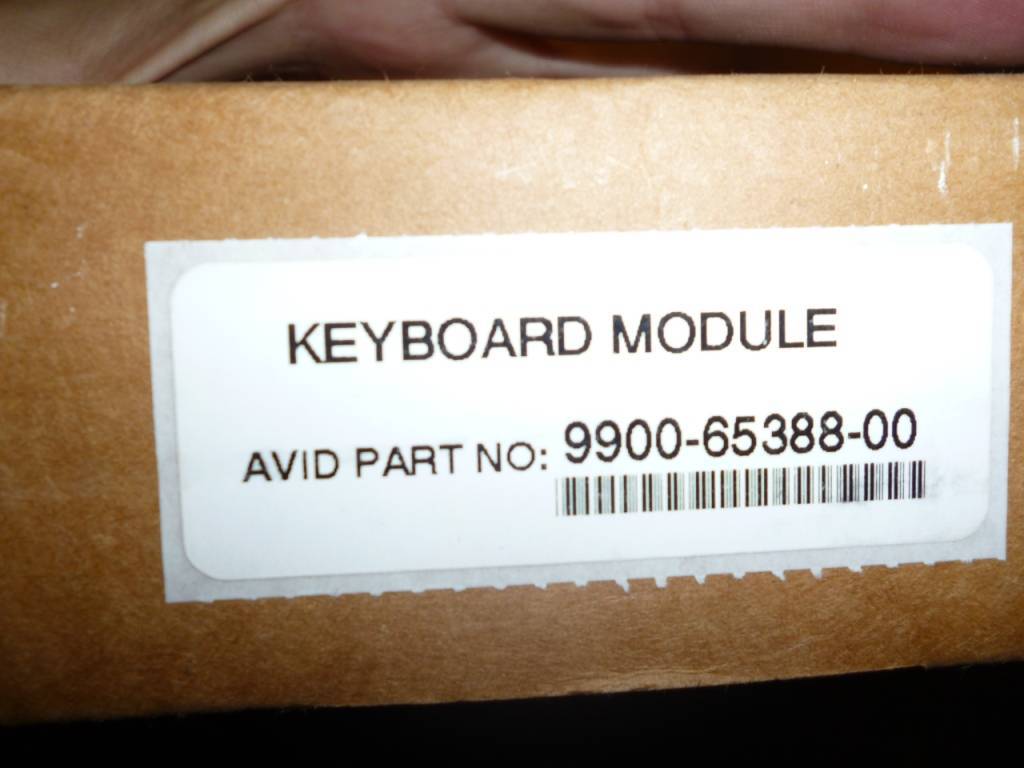 KEYBOARD MODULE
AVID PART NO: 9900-65388-00